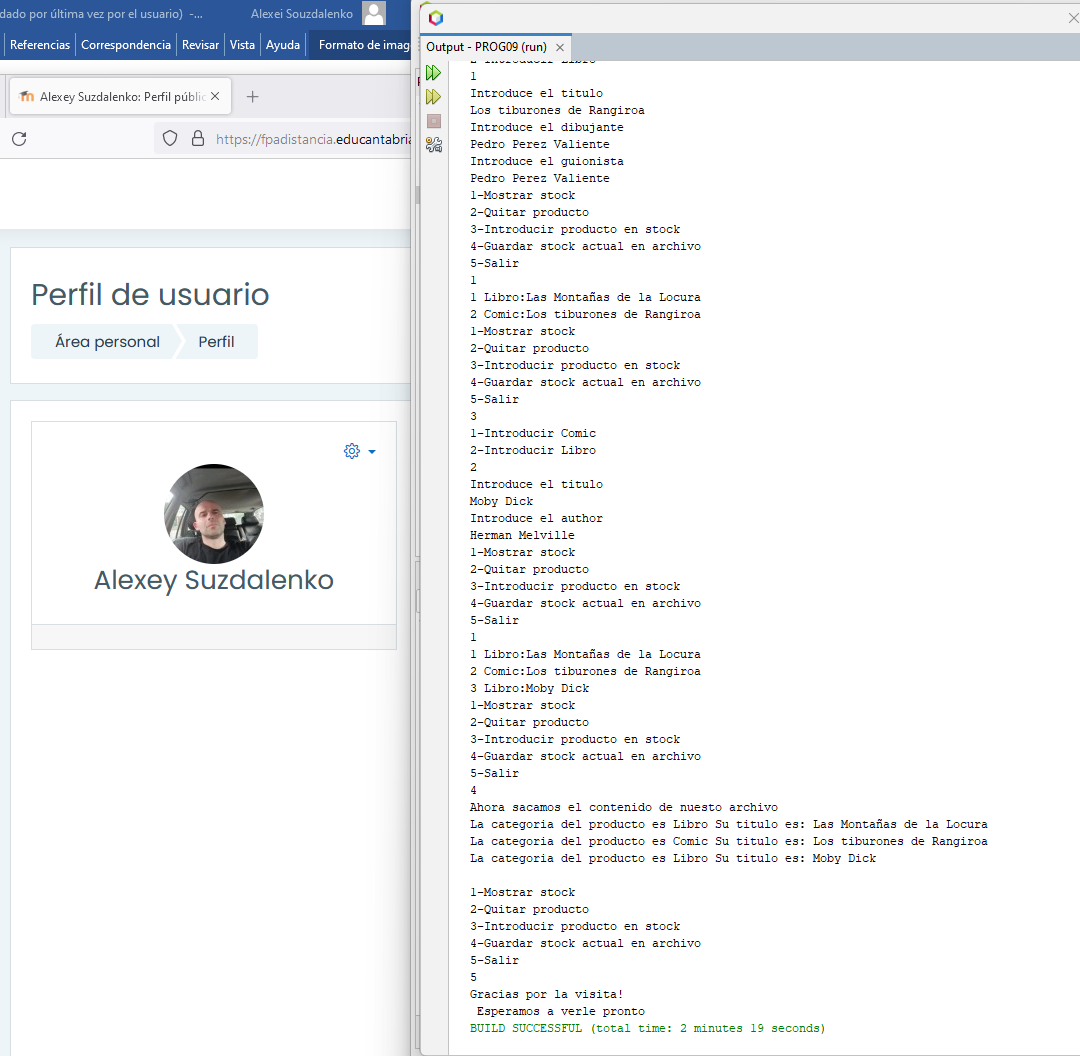 dado por última vez por el usuario) -... Alexei Souzdalenko
Referencias Correspondencia Revisar Vista Ayuda Formato de imag
Alexey Suzdalenko: Perfil públic
https://fpadistancia.educantabria
Perfil de usuario
Área personal Perfil
Alexey Suzdalenko
Output - PROG09 (run)
2-Introducir Libro
1
Introduce el titulo
Los tiburones de Rangiroa
Introduce el dibujante
Pedro Perez Valiente
Introduce el guionista
Pedro Perez Valiente
1-Mostrar stock
2-Quitar producto
3-Introducir producto en stock
4-Guardar stock actual en archivo
5-Salir
1
1 Libro:Las Montañas de la Locura
2 Comic:Los tiburones de Rangiroa
1-Mostrar stock
2-Quitar producto
3-Introducir producto en stock
4-Guardar stock actual en archivo
5-Salir
3
1-Introducir Comic
2-Introducir Libro
2
Introduce el titulo
Moby Dick
Introduce el author
Herman Melville
1-Mostrar stock
2-Quitar producto
3-Introducir producto en stock
4-Guardar stock actual en archivo
5-Salir
1
1 Libro:Las Montañas de la Locura
2 Comic:Los tiburones de Rangiroa
3 Libro:Moby Dick
1-Mostrar stock
2-Quitar producto
3-Introducir producto en stock
4-Guardar stock actual en archivo
5-Salir
4
Ahora sacamos el contenido de nuesto archivo
La categoria del producto es Libro Su titulo es: Las Montañas de la Locura
La categoria del producto es Comic Su titulo es: Los tiburones de Rangiroa
La categoria del producto es Libro Su titulo es: Moby Dick
1-Mostrar stock
2-Quitar producto
3-Introducir producto en stock
4-Guardar stock actual en archivo
5-Salir
5
Gracias por la visita!
Esperamos a verle pronto
BUILD SUCCESSFUL (total time: 2 minutes 19 seconds)